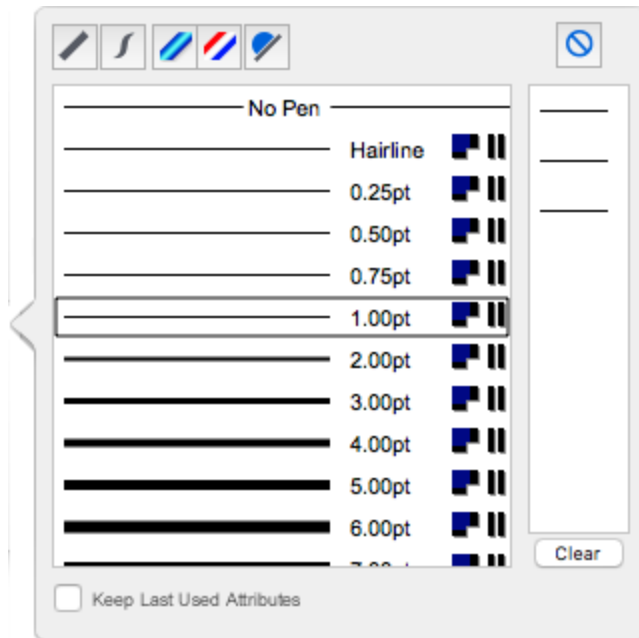 No Pen
Hairline
0.25pt
0.50pt
0.75pt
1.00pt
2.00pt
3.00pt
4.00pt
5.00pt
6.00pt
Clear
Keep Last Used Attributes